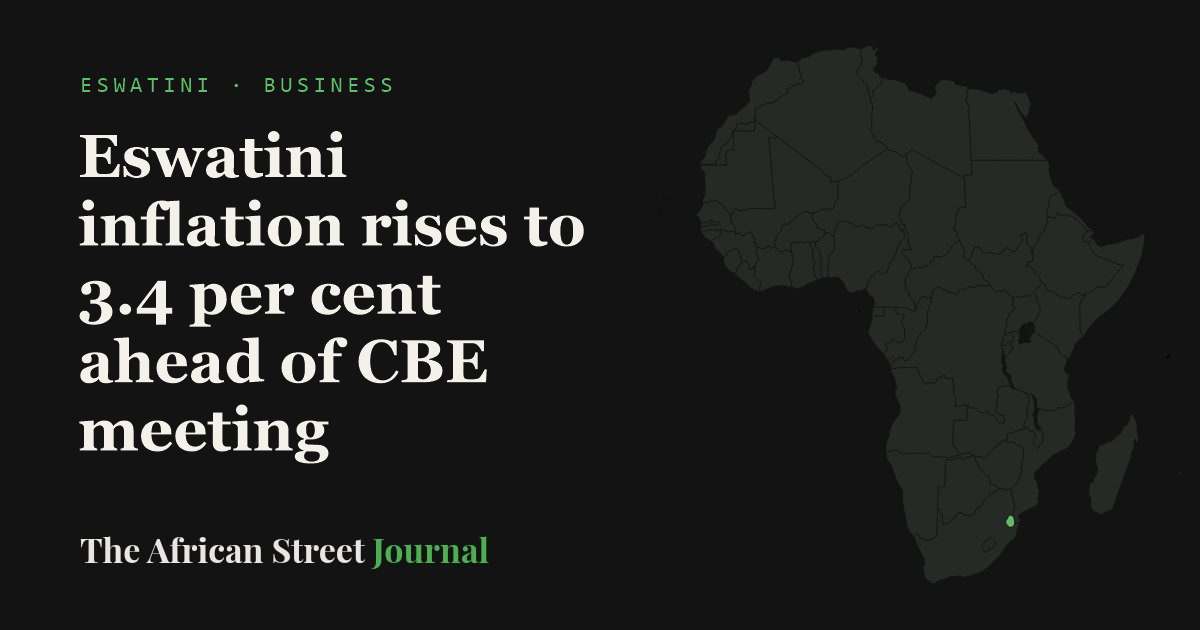 ESWATINI · BUSINESS
Eswatini
inflation rises to
3.4 per cent
ahead of CBE
meeting
The African Street Journal